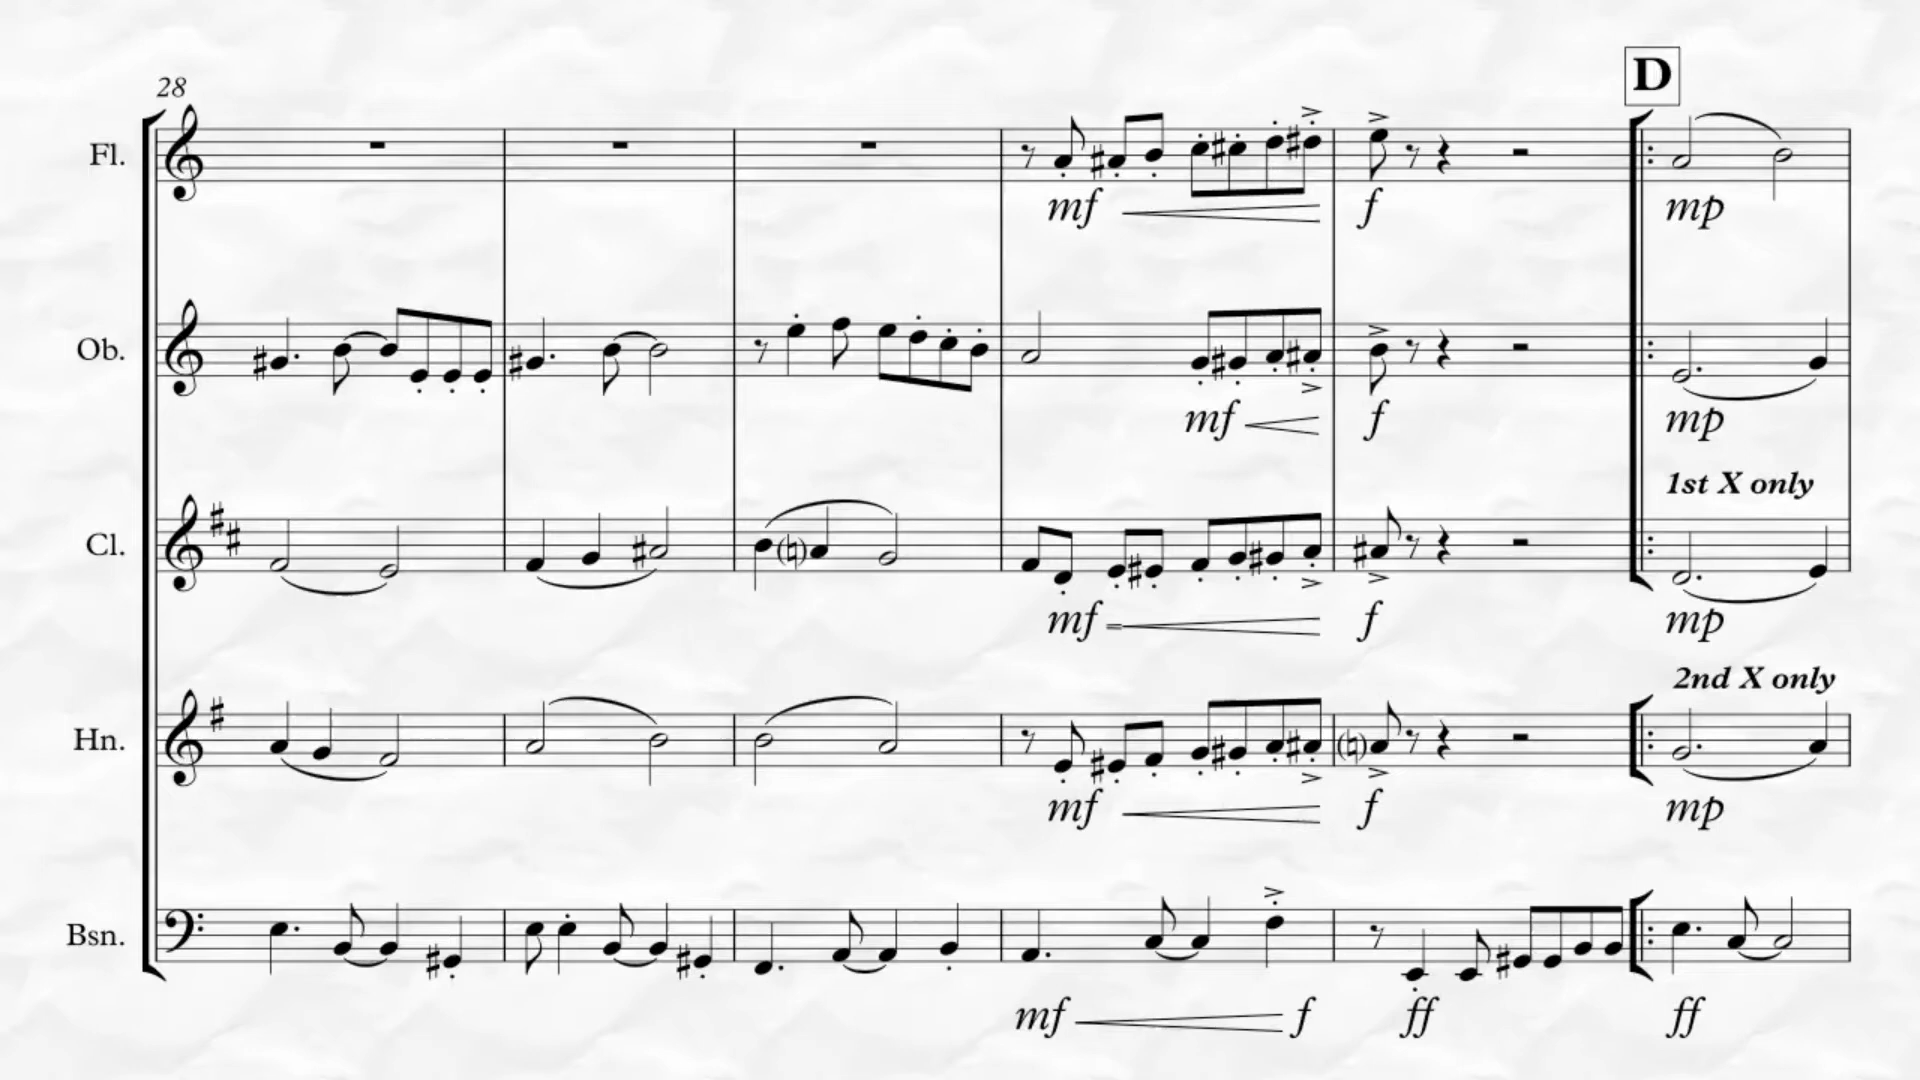 D
28
Fl.
mf f mp
Ob.
mf f mp
1st X only
Cl.
mf f mp
2nd X only
Hn.
mf f mp
Bsn.
mf f ff ff